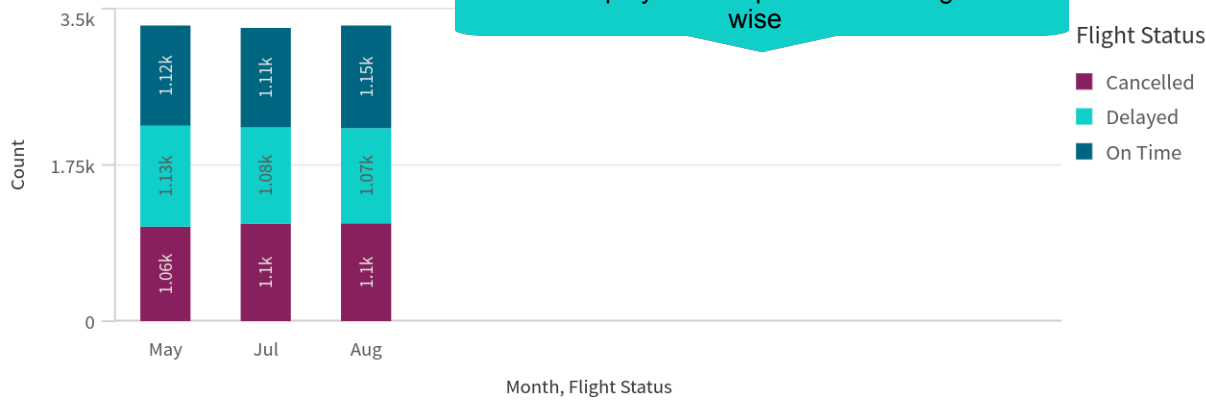 wise
3.5k
1.75k
0
Count
1.12k
1.11k
1.15k
1.13k
1.08k
1.07k
1.06k
1.1k
1.1k
May
Jul
Aug
Month, Flight Status
Flight Status
Cancelled
Delayed
On Time